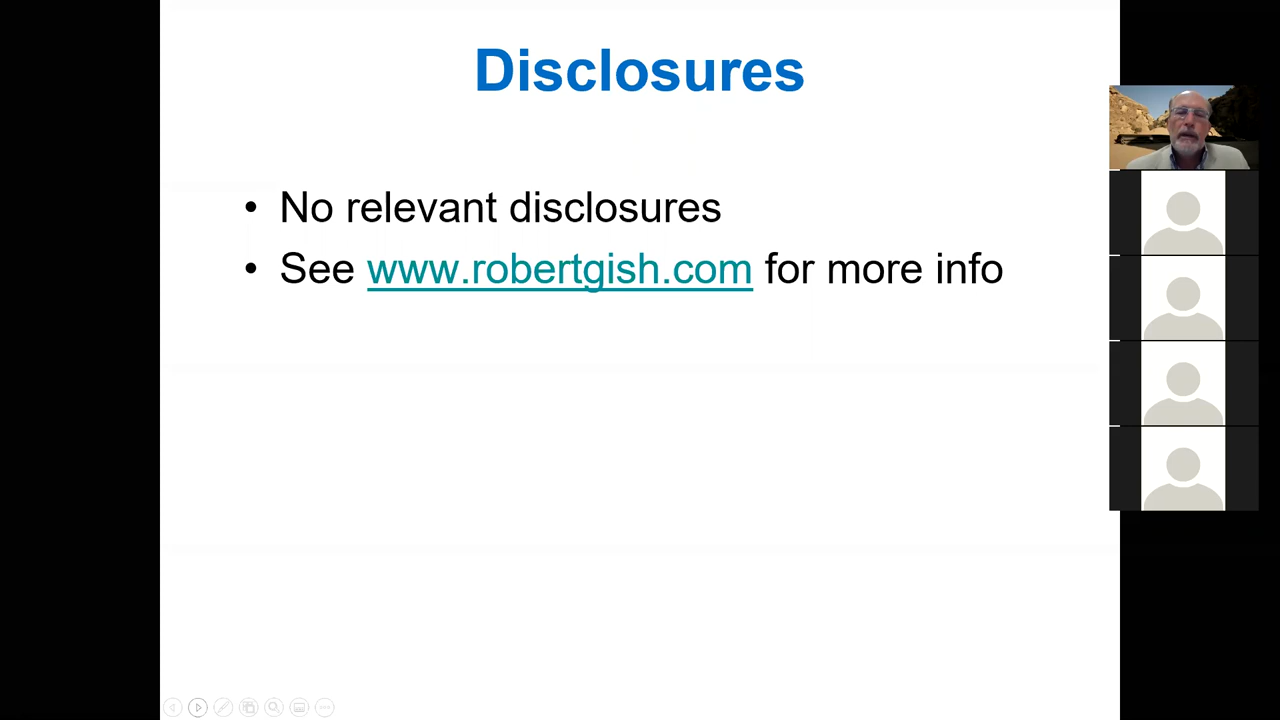 Disclosures
• No relevant disclosures
• See www.robertgish.com for more info